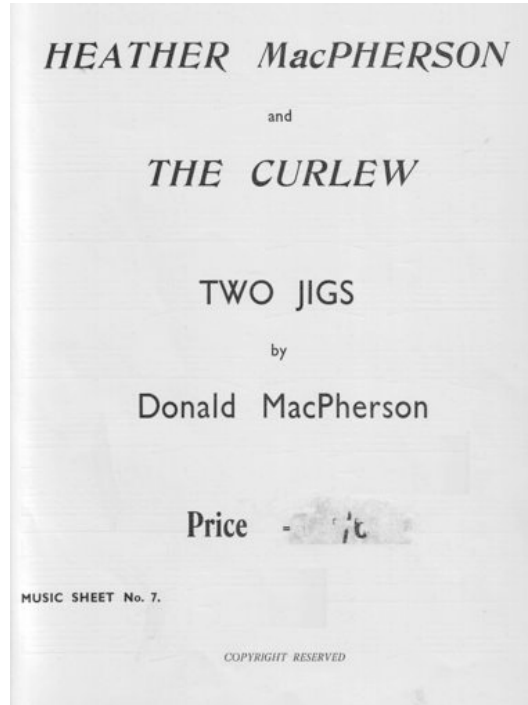 HEATHER MacPHERSON
and
THE CURLEW
TWO JIGS
by
Donald MacPherson
Price -
MUSIC SHEET No. 7.
COPYRIGHT RESERVED